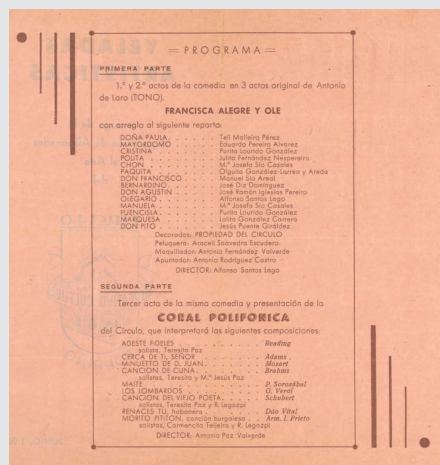 PROGRAMA
PRIMERA PARTE
1.º y 2.º actos de la comedia en 3 actos original de Antonio
de Lara (TONO).
FRANCISCA ALEGRE Y OLE
con arreglo al siguiente reparto:
DOÑA PAULA . . . . . Teli Malleira Pérez
MAYORDOMO . . . . . Eduardo Pereira Alvarez
CRISTINA . . . . . Purita Lourido González
POLITA . . . . . Julita Fernández Nespereira
CHON . . . . . M.ª Josefa Sío Casales
PAQUITA . . . . . Olguita González-Larrea y Areda
DON FRANCISCO . . . . . Manuel Sío Areal
BERNARDINO . . . . . José Diz Domínguez
DON AGUSTIN . . . . . José Ramón Iglesias Pereira
OLEGARIO . . . . . Alfonso Santos Lago
MANUELA . . . . . M.ª Josefa Sío Casales
FUENCISLA . . . . . Purita Lourido González
MARQUESA . . . . . Lolita González Carrera
DON PITO . . . . . Jesús Puente Giráldez
Decorados: PROPIEDAD DEL CIRCULO
Peluquera: Araceli Saavedra Escudero.
Maquillador: Antonio Fernández Valverde
Apuntador: Antonio Rodríguez Castro
DIRECTOR: Alfonso Santos Lago
SEGUNDA PARTE
Tercer acto de la misma comedia y presentación de la
CORAL POLIFONICA
del Círculo, que interpretará las siguientes composiciones:
ADESTE FIDELES . . . . . Reading
solista, Teresita Paz
CERCA DE TI, SEÑOR . . . . . Adams
MINUETTO DE D. JUAN . . . . . Mozart
CANCION DE CUNA . . . . . Brahms
solistas, Teresita y M.ª Jesús Paz
MAITE . . . . . P. Sorozábal
LOS LOMBARDOS . . . . . G. Verdi
CANCION DEL VIEJO POETA . . . . . Schubert
solistas, Teresita Paz y R. Legazpi
RENACES TU, habanera . . . . . Dúo Vital
MORITO PITITON, canción burgalesa . . . . . Arm. I. Prieto
solistas, Carmencita Teijeira y R. Legazpi
DIRECTOR: Antonio Paz Valverde